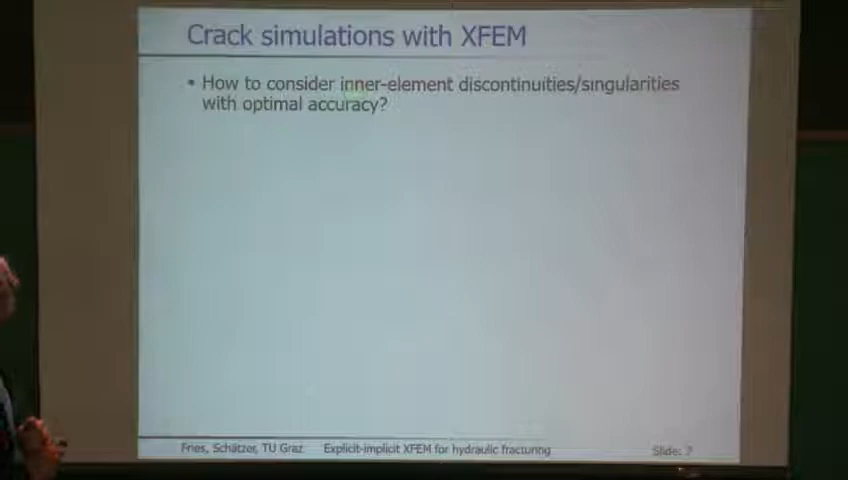 Crack simulations with XFEM
• How to consider inner-element discontinuities/singularities
with optimal accuracy?
Fries, Schätzer, TU Graz Explicit-implicit XFEM for hydraulic fracturing Slide: 7